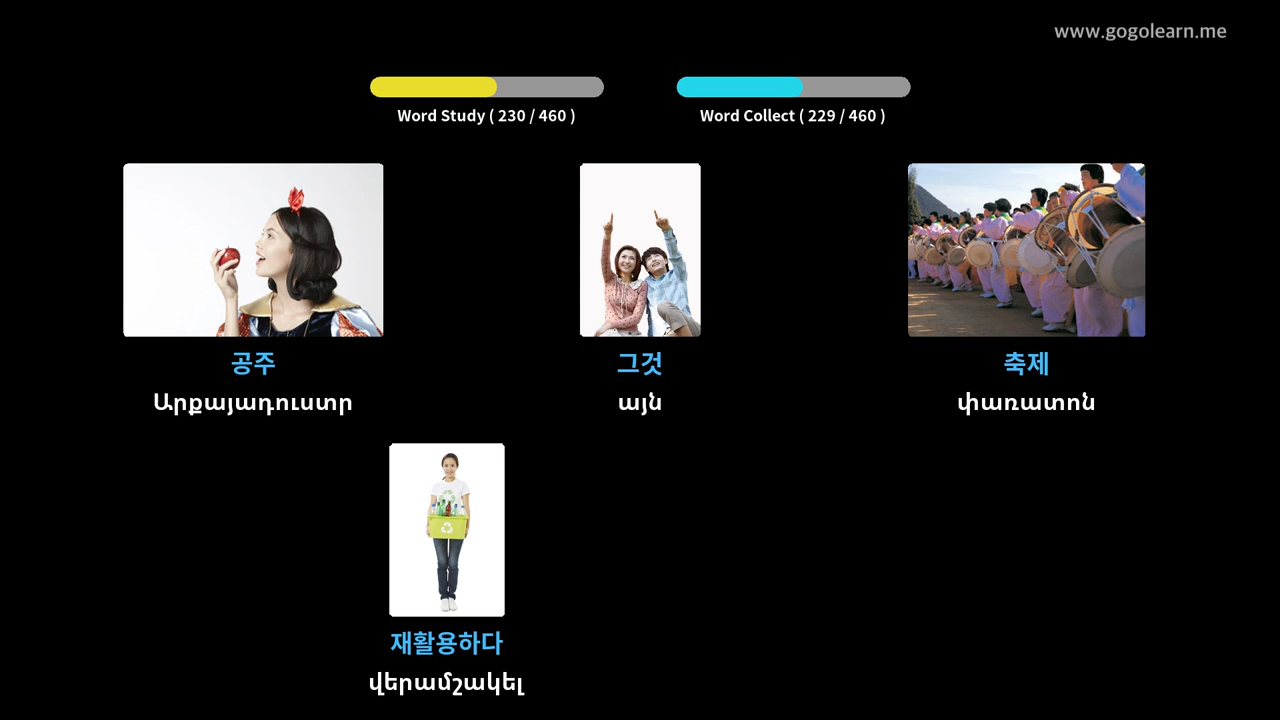 www.gogolearn.me
Word Study ( 230 / 460 )
Word Collect ( 229 / 460 )
공주
그것
축제
Արքայադուստր
այն
փառատոն
재활용하다
վերամշակել